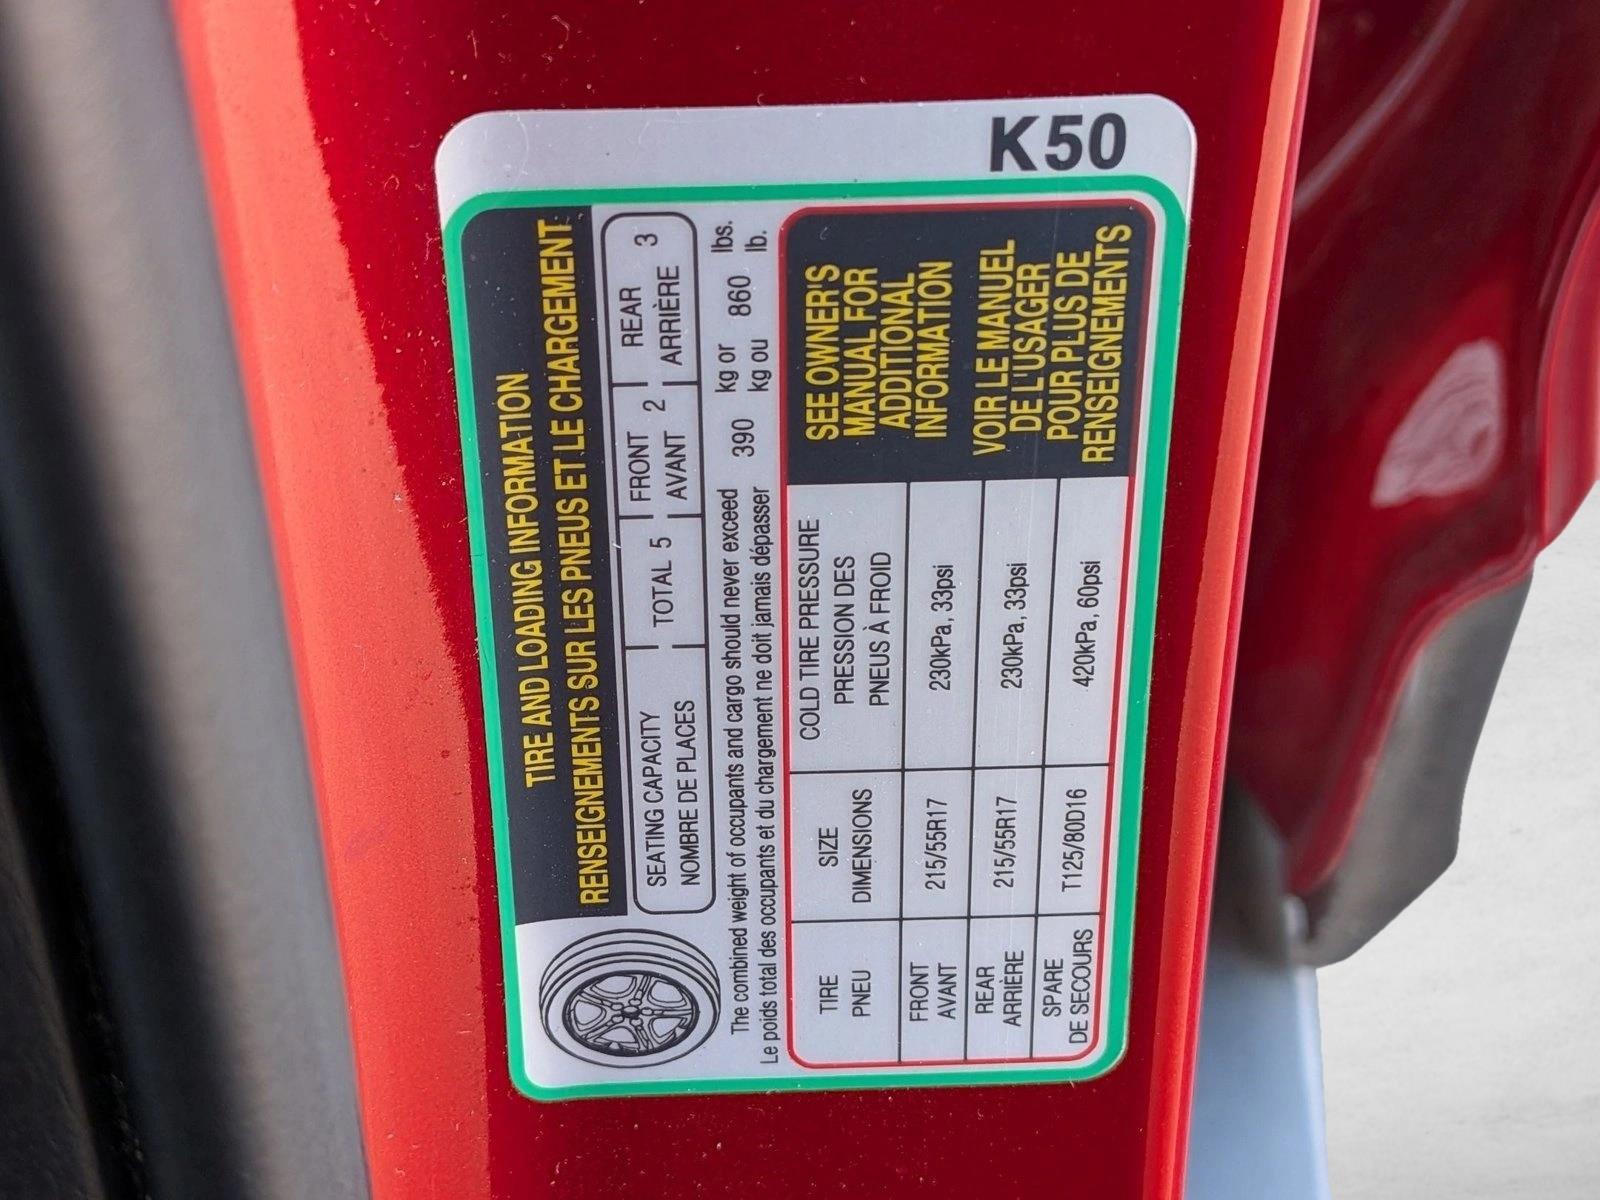 K50
TIRE AND LOADING INFORMATION
RENSEIGNEMENTS SUR LES PNEUS ET LE CHARGEMENT
SEATING CAPACITY
NOMBRE DE PLACES
TOTAL 5
FRONT
AVANT 2
REAR
ARRIÈRE 3
The combined weight of occupants and cargo should never exceed 390 kg or 860 lbs.
Le poids total des occupants et du chargement ne doit jamais dépasser kg ou lb.
TIRE
PNEU
SIZE
DIMENSIONS
COLD TIRE PRESSURE
PRESSION DES
PNEUS À FROID
FRONT
AVANT
215/55R17
230kPa, 33psi
REAR
ARRIÈRE
215/55R17
230kPa, 33psi
SPARE
DE SECOURS
T125/80D16
420kPa, 60psi
SEE OWNER'S
MANUAL FOR
ADDITIONAL
INFORMATION
VOIR LE MANUEL
DE L'USAGER
POUR PLUS DE
RENSEIGNEMENTS